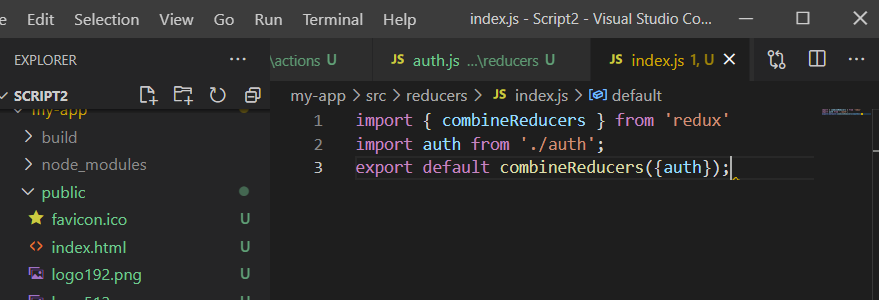 Edit Selection View Go Run Terminal Help index.js - Script2 - Visual Studio Co...
EXPLORER ...
\actions U
JS auth.js ...\reducers U
JS index.js 1, U
SCRIPT2
my-app
build
node_modules
public
favicon.ico U
index.html U
logo192.png U
my-app > src > reducers > JS index.js > default
1 import { combineReducers } from 'redux'
2 import auth from './auth';
3 export default combineReducers({auth});